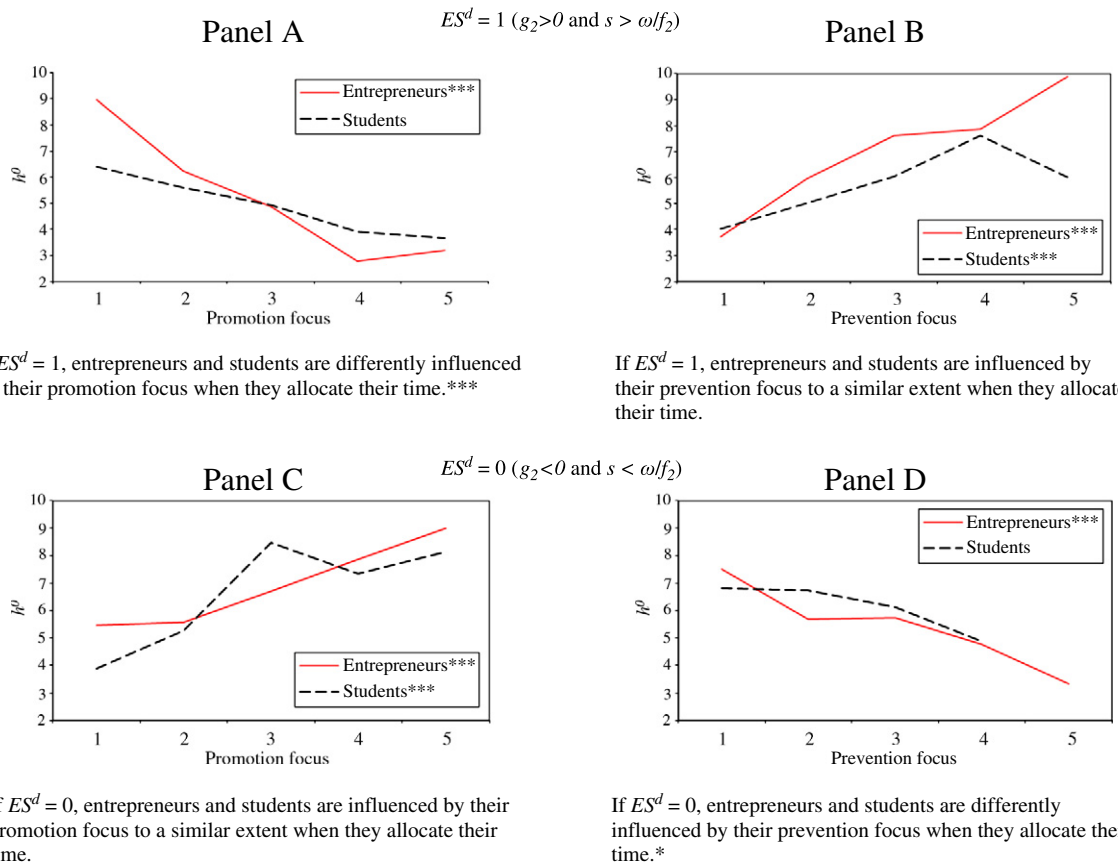 ES^d = 1 (g₂>0 and s > ω/f₂)
Panel A
Panel B
10
9
8
7
6
5
4
3
2
h⁰
Entrepreneurs***
Students
1 2 3 4 5
Promotion focus
10
9
8
7
6
5
4
3
2
h⁰
Entrepreneurs***
Students***
1 2 3 4 5
Prevention focus
ES^d = 1, entrepreneurs and students are differently influenced
their promotion focus when they allocate their time.***
If ES^d = 1, entrepreneurs and students are influenced by
their prevention focus to a similar extent when they allocat
their time.
ES^d = 0 (g₂<0 and s < ω/f₂)
Panel C
Panel D
10
9
8
7
6
5
4
3
2
h⁰
Entrepreneurs***
Students***
1 2 3 4 5
Promotion focus
10
9
8
7
6
5
4
3
2
h⁰
Entrepreneurs***
Students
1 2 3 4 5
Prevention focus
f ES^d = 0, entrepreneurs and students are influenced by their
romotion focus to a similar extent when they allocate their
me.
If ES^d = 0, entrepreneurs and students are differently
influenced by their prevention focus when they allocate the
time.*